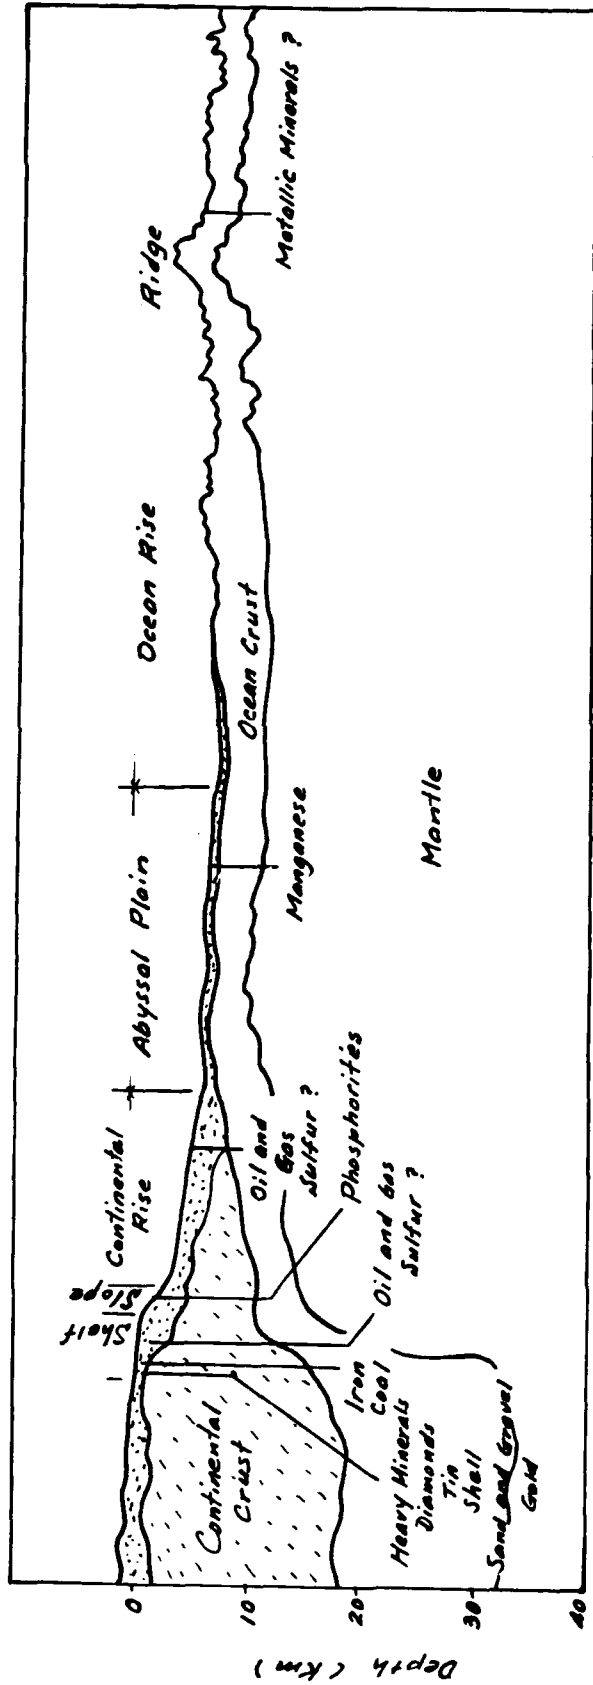 Shelf
Slope
Continental
Rise
Abyssal Plain
Ocean Rise
Ridge
Continental
Crust
Ocean Crust
Mantle
Heavy Minerals
Diamonds
Tin
Shell
Sand and Gravel
Gold
Iron
Coal
Oil and Gas
Sulfur ?
Phosphorites
Oil and
Gas
Sulfur ?
Manganese
Metallic Minerals ?
Depth (Km)
0
10
20
30
40